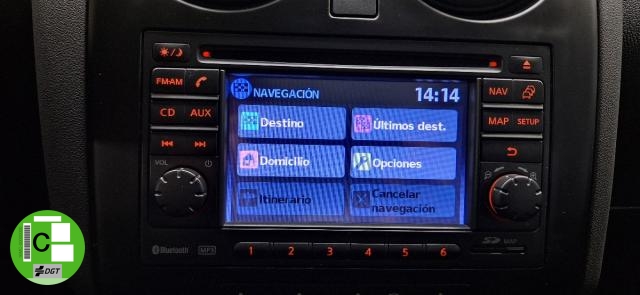 FM·AM
CD AUX
VOL
NAVEGACIÓN 14:14
Destino
Últimos dest.
Domicilio
Opciones
Itinerario
Cancelar
navegación
NAV
MAP SETUP
Bluetooth MP3
1 2 3 4 5 6
SD MAP
C
DGT